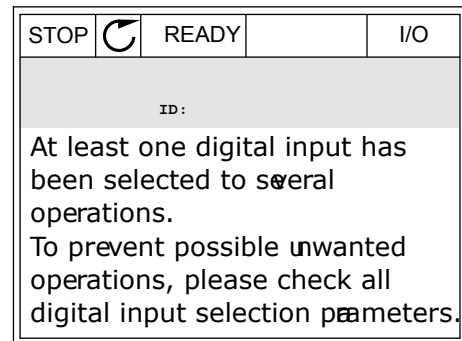 STOP READY I/O
ID:
At least one digital input has
been selected to several
operations.
To prevent possible unwanted
operations, please check all
digital input selection parameters.